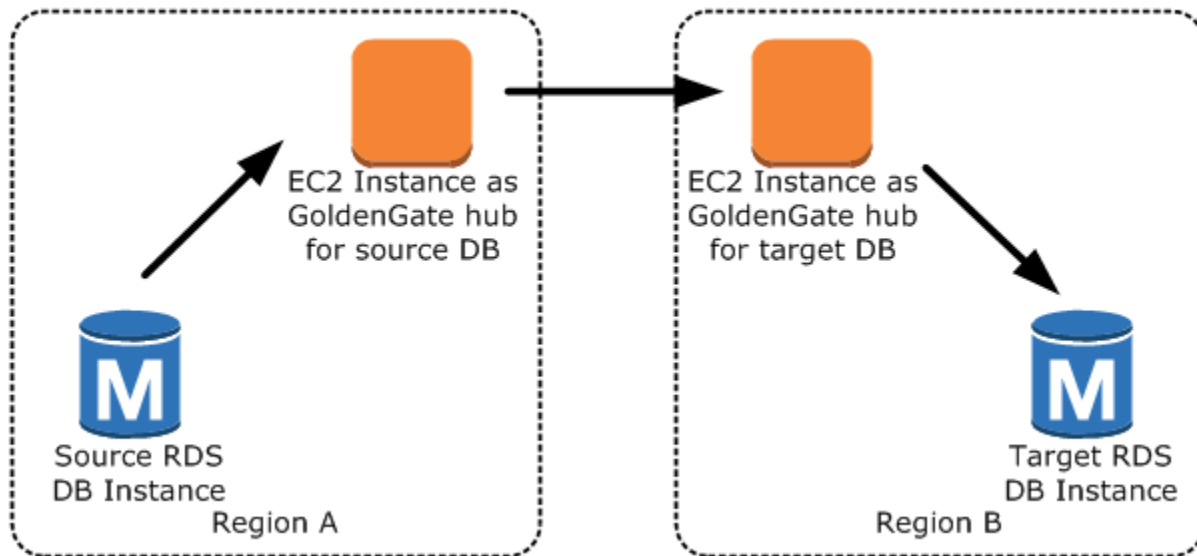 EC2 Instance as
GoldenGate hub
for source DB
M
Source RDS
DB Instance
Region A
EC2 Instance as
GoldenGate hub
for target DB
M
Target RDS
DB Instance
Region B